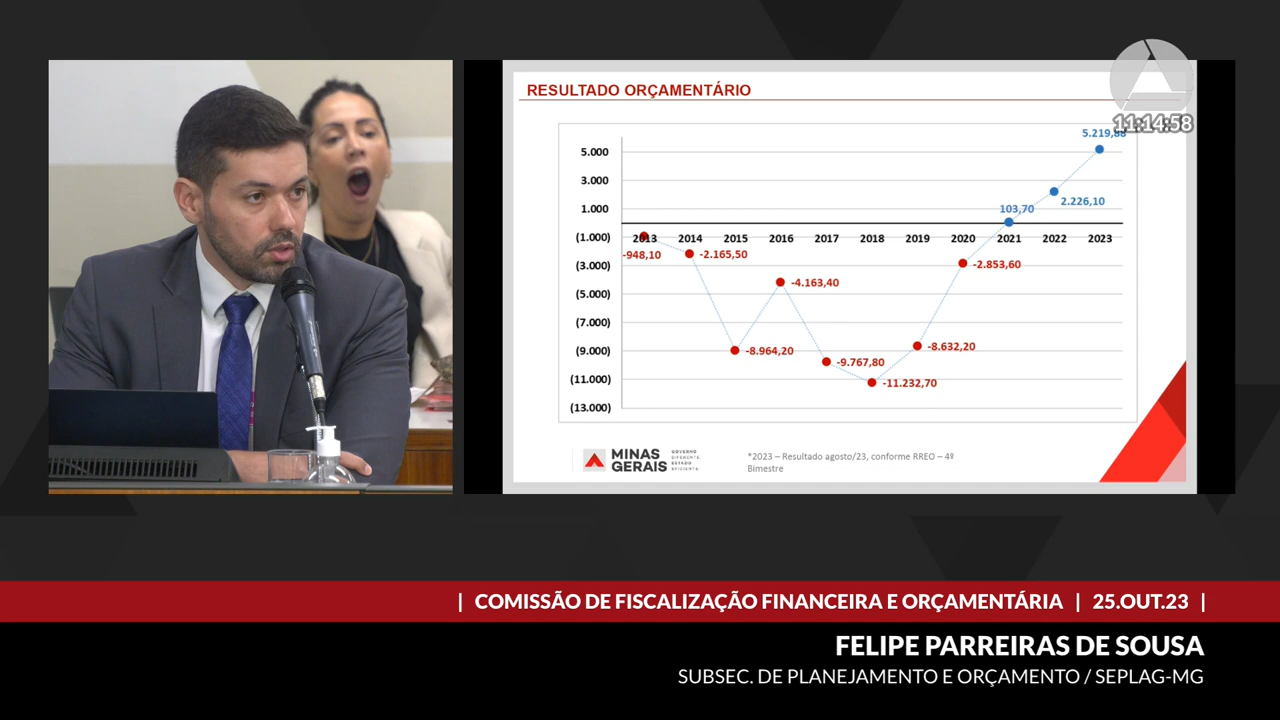 RESULTADO ORÇAMENTÁRIO
11:14:58
5.219,88
5.000
3.000
1.000
(1.000)
(3.000)
(5.000)
(7.000)
(9.000)
(11.000)
(13.000)
103,70
2.226,10
2013 2014 2015 2016 2017 2018 2019 2020 2021 2022 2023
-948,10
-2.165,50
-2.853,60
-4.163,40
-8.964,20
-8.632,20
-9.767,80
-11.232,70
MINAS
GERAIS
GOVERNO
DIFERENTE.
ESTADO
EFICIENTE.
*2023 – Resultado agosto/23, conforme RREO – 4º
Bimestre
| COMISSÃO DE FISCALIZAÇÃO FINANCEIRA E ORÇAMENTÁRIA | 25.OUT.23 |
FELIPE PARREIRAS DE SOUSA
SUBSEC. DE PLANEJAMENTO E ORÇAMENTO / SEPLAG-MG